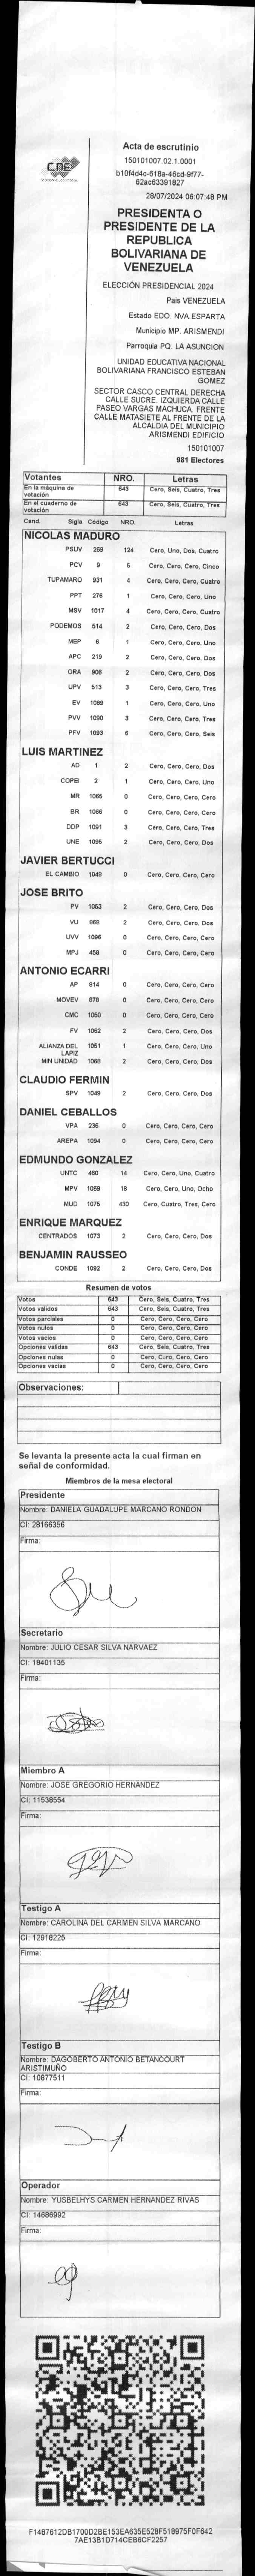 CNE
Acta de escrutinio
150101007.02.1.0001
b10f4d4c-618a-46cd-9f77-
62ac63391827
28/07/2024 06:07:48 PM
PRESIDENTA O
PRESIDENTE DE LA
REPUBLICA
BOLIVARIANA DE
VENEZUELA
ELECCIÓN PRESIDENCIAL 2024
Pais VENEZUELA
Estado EDO. NVA.ESPARTA
Municipio MP. ARISMENDI
Parroquia PQ. LA ASUNCION
UNIDAD EDUCATIVA NACIONAL
BOLIVARIANA FRANCISCO ESTEBAN
GOMEZ
SECTOR CASCO CENTRAL DERECHA
CALLE SUCRE. IZQUIERDA CALLE
PASEO VARGAS MACHUCA. FRENTE
CALLE MATASIETE AL FRENTE DE LA
ALCALDIA DEL MUNICIPIO
ARISMENDI EDIFICIO
150101007
981 Electores
Votantes NRO. Letras
En la máquina de votación 643 Cero, Seis, Cuatro, Tres
En el cuaderno de votación 643 Cero, Seis, Cuatro, Tres
Cand. Sigla Código NRO. Letras
NICOLAS MADURO
PSUV 269 124 Cero, Uno, Dos, Cuatro
PCV 9 5 Cero, Cero, Cero, Cinco
TUPAMARO 931 4 Cero, Cero, Cero, Cuatro
PPT 276 1 Cero, Cero, Cero, Uno
MSV 1017 4 Cero, Cero, Cero, Cuatro
PODEMOS 514 2 Cero, Cero, Cero, Dos
MEP 6 1 Cero, Cero, Cero, Uno
APC 219 2 Cero, Cero, Cero, Dos
ORA 906 2 Cero, Cero, Cero, Dos
UPV 513 3 Cero, Cero, Cero, Tres
EV 1089 1 Cero, Cero, Cero, Uno
PVV 1090 3 Cero, Cero, Cero, Tres
PFV 1093 6 Cero, Cero, Cero, Seis
LUIS MARTINEZ
AD 1 2 Cero, Cero, Cero, Dos
COPEI 2 1 Cero, Cero, Cero, Uno
MR 1065 0 Cero, Cero, Cero, Cero
BR 1066 0 Cero, Cero, Cero, Cero
DDP 1091 3 Cero, Cero, Cero, Tres
UNE 1095 2 Cero, Cero, Cero, Dos
JAVIER BERTUCCI
EL CAMBIO 1048 0 Cero, Cero, Cero, Cero
JOSE BRITO
PV 1053 2 Cero, Cero, Cero, Dos
VU 868 2 Cero, Cero, Cero, Dos
UVV 1096 0 Cero, Cero, Cero, Cero
MPJ 458 0 Cero, Cero, Cero, Cero
ANTONIO ECARRI
AP 814 0 Cero, Cero, Cero, Cero
MOVEV 878 0 Cero, Cero, Cero, Cero
CMC 1050 0 Cero, Cero, Cero, Cero
FV 1062 2 Cero, Cero, Cero, Dos
ALIANZA DEL LAPIZ 1051 1 Cero, Cero, Cero, Uno
MIN UNIDAD 1068 2 Cero, Cero, Cero, Dos
CLAUDIO FERMIN
SPV 1049 2 Cero, Cero, Cero, Dos
DANIEL CEBALLOS
VPA 236 0 Cero, Cero, Cero, Cero
AREPA 1094 0 Cero, Cero, Cero, Cero
EDMUNDO GONZALEZ
UNTC 450 14 Cero, Cero, Uno, Cuatro
MPV 1069 18 Cero, Cero, Uno, Ocho
MUD 1075 430 Cero, Cuatro, Tres, Cero
ENRIQUE MARQUEZ
CENTRADOS 1073 2 Cero, Cero, Cero, Dos
BENJAMIN RAUSSEO
CONDE 1092 2 Cero, Cero, Cero, Dos
Resumen de votos
Votos 643 Cero, Seis, Cuatro, Tres
Votos validos 643 Cero, Seis, Cuatro, Tres
Votos parciales 0 Cero, Cero, Cero, Cero
Votos nulos 0 Cero, Cero, Cero, Cero
Votos vacios 0 Cero, Cero, Cero, Cero
Opciones validas 643 Cero, Seis, Cuatro, Tres
Opciones nulas 0 Cero, Cero, Cero, Cero
Opciones vacias 0 Cero, Cero, Cero, Cero
Observaciones:
Se levanta la presente acta la cual firman en
señal de conformidad.
Miembros de la mesa electoral
Presidente
Nombre: DANIELA GUADALUPE MARCANO RONDON
CI: 28166356
Firma:
Secretario
Nombre: JULIO CESAR SILVA NARVAEZ
CI: 18401135
Firma:
Miembro A
Nombre: JOSE GREGORIO HERNANDEZ
CI: 11538554
Firma:
Testigo A
Nombre: CAROLINA DEL CARMEN SILVA MARCANO
CI: 12918225
Firma:
Testigo B
Nombre: DAGOBERTO ANTONIO BETANCOURT
ARISTIMUÑO
CI: 10877511
Firma:
Operador
Nombre: YUSBELHYS CARMEN HERNANDEZ RIVAS
CI: 14686992
Firma:
F1487612DB1700D2BE153EA635E528F518975F0F642
7AE13B1D714CEB6CF2257